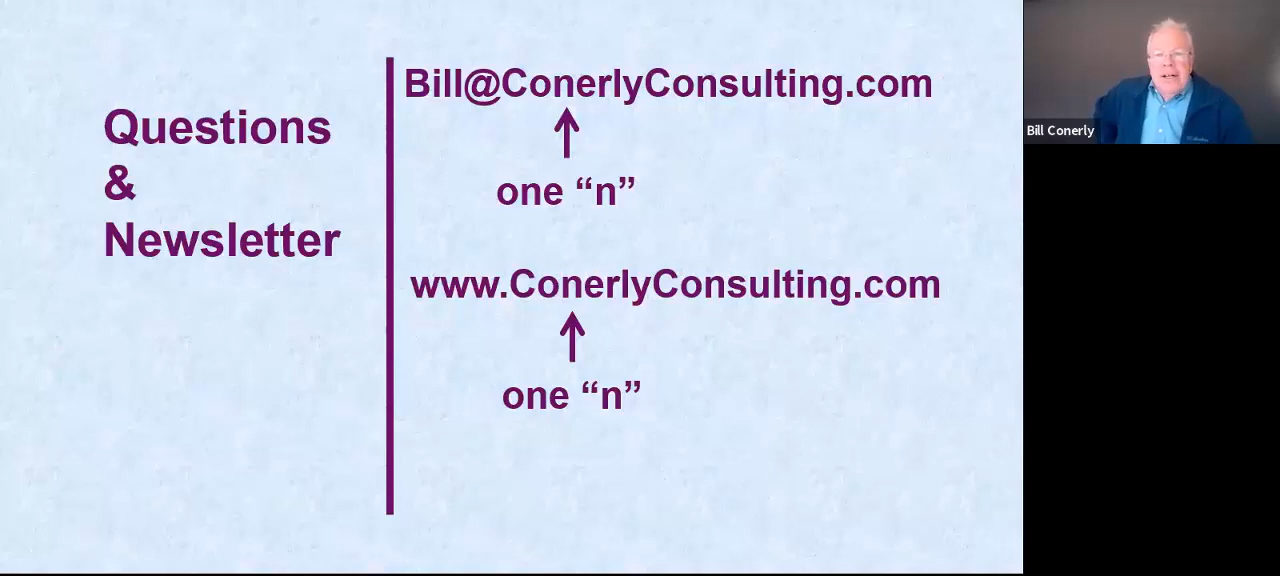 Questions
&
Newsletter
Bill@ConerlyConsulting.com
one “n”
www.ConerlyConsulting.com
one “n”
Bill Conerly